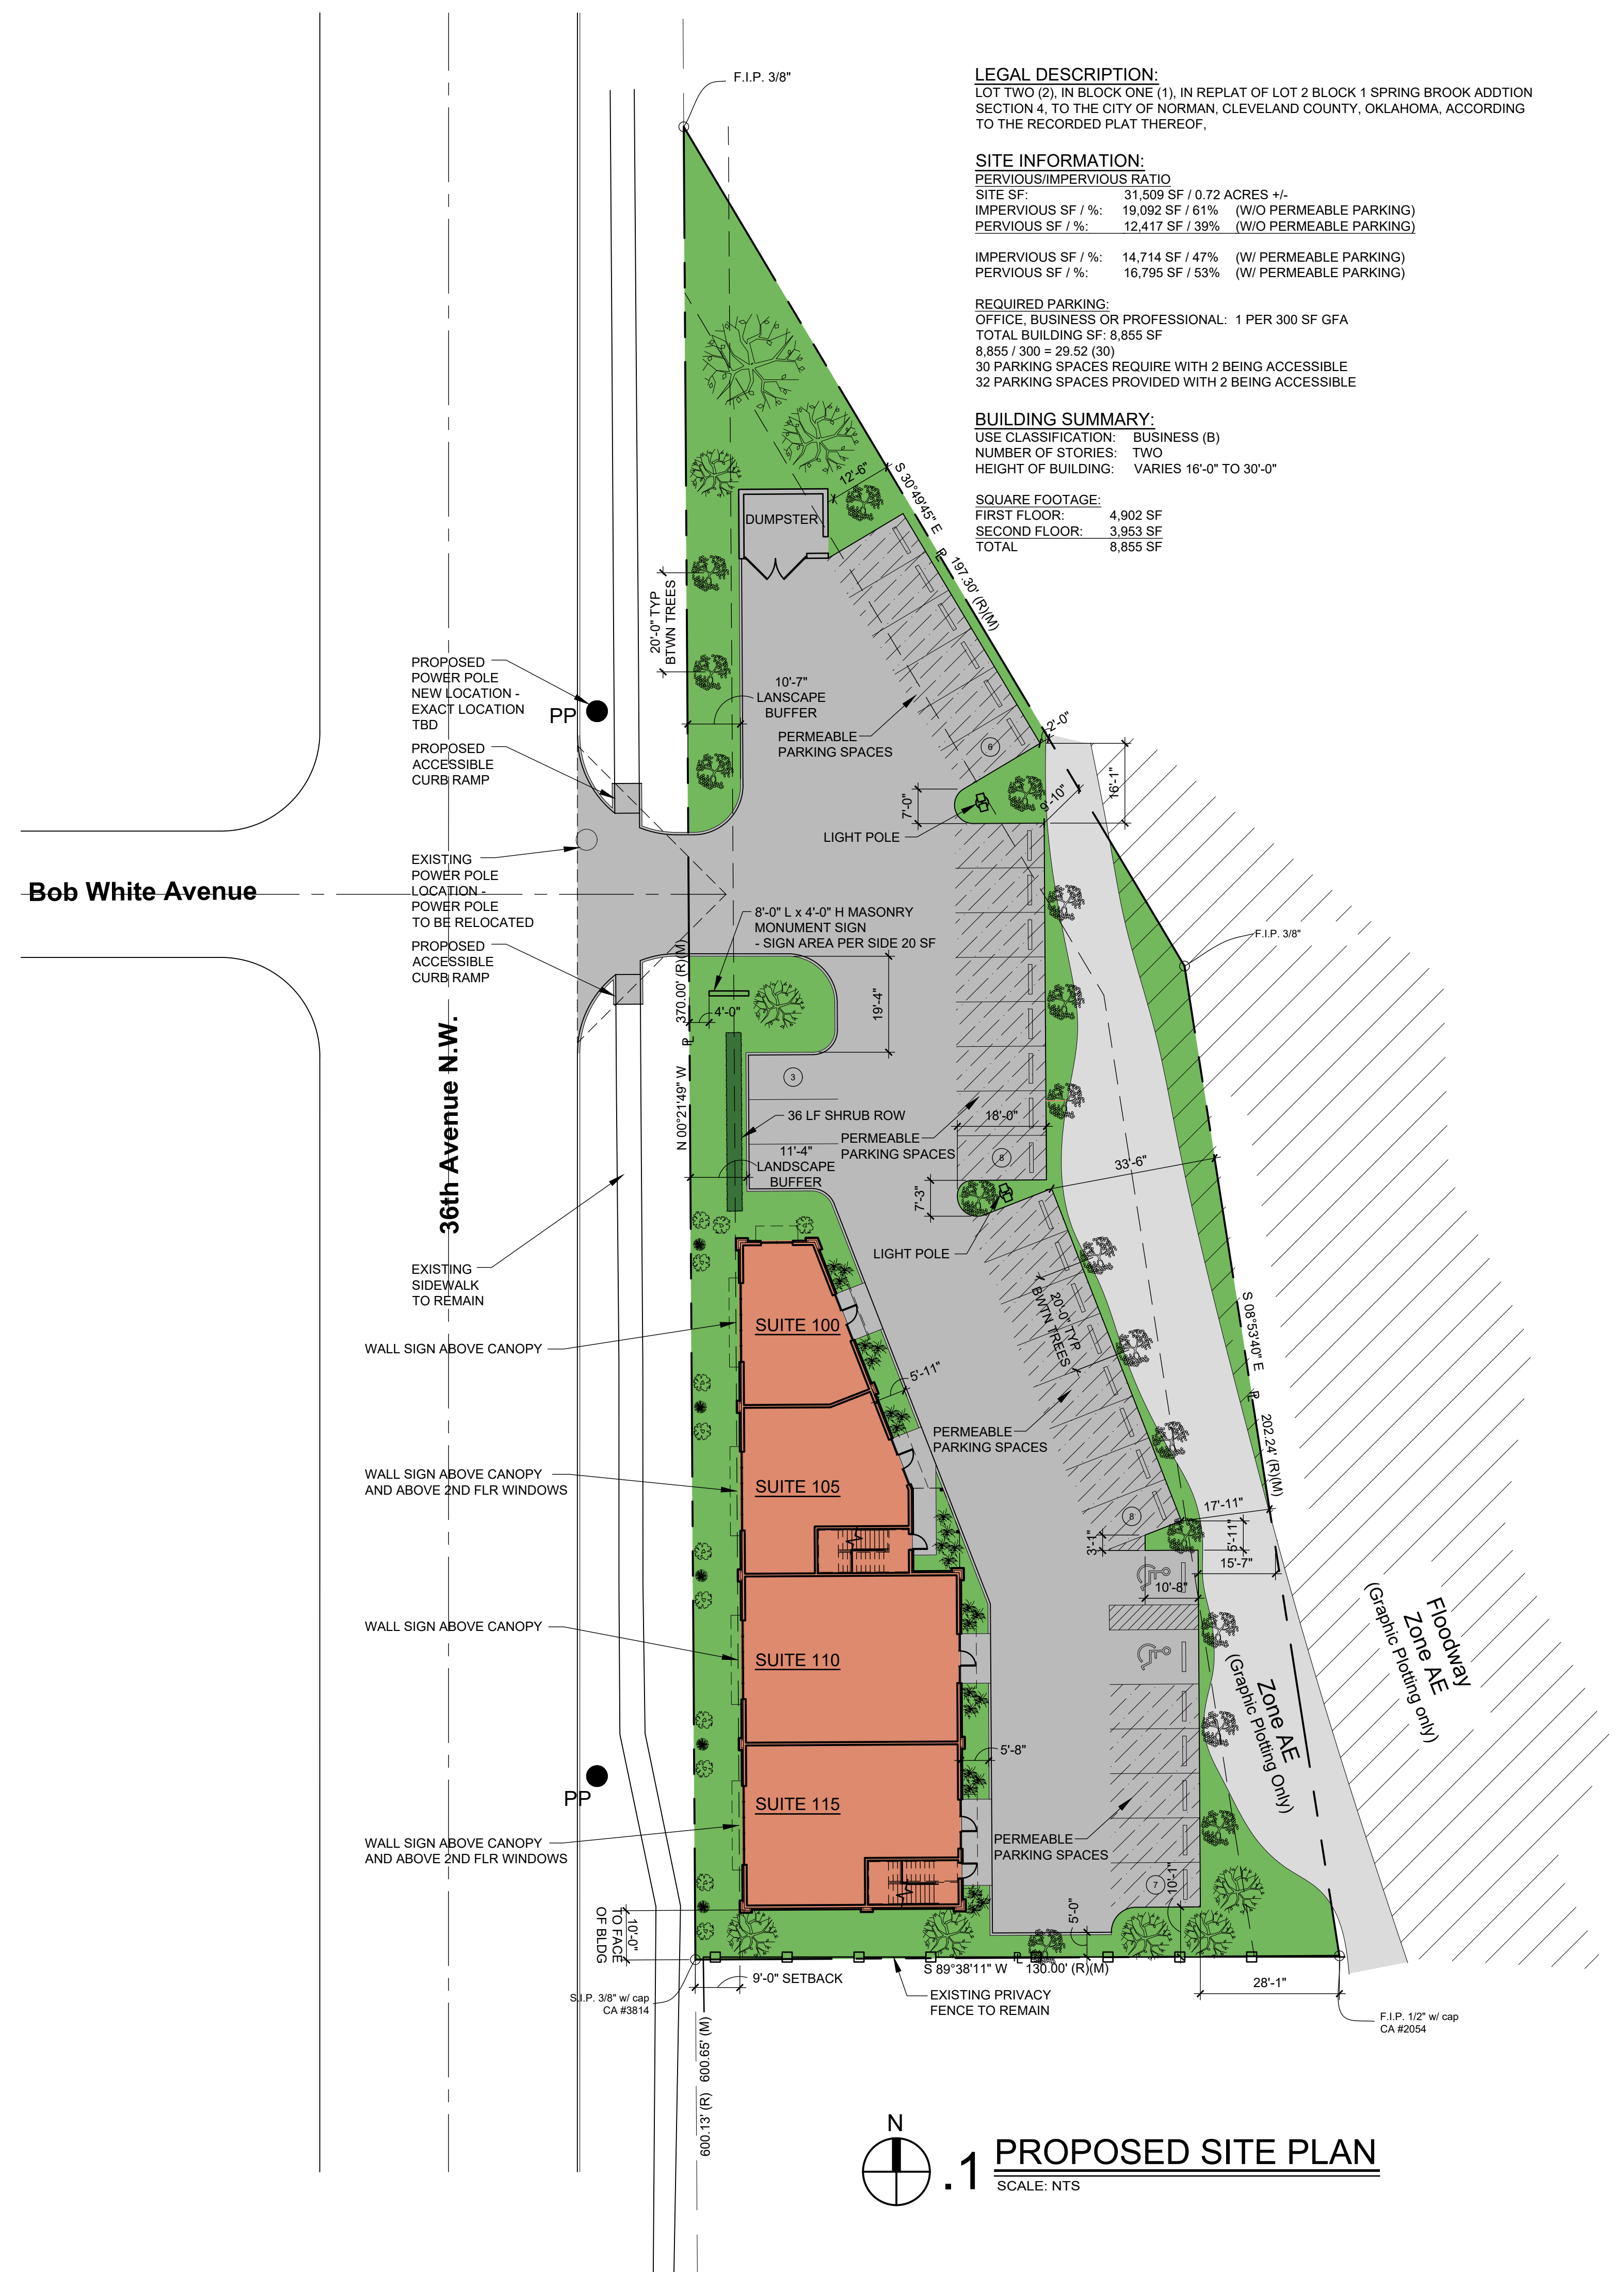 F.I.P. 3/8"
LEGAL DESCRIPTION:
LOT TWO (2), IN BLOCK ONE (1), IN REPLAT OF LOT 2 BLOCK 1 SPRING BROOK ADDTION
SECTION 4, TO THE CITY OF NORMAN, CLEVELAND COUNTY, OKLAHOMA, ACCORDING
TO THE RECORDED PLAT THEREOF,
SITE INFORMATION:
PERVIOUS/IMPERVIOUS RATIO
SITE SF: 31,509 SF / 0.72 ACRES +/-
IMPERVIOUS SF / %: 19,092 SF / 61% (W/O PERMEABLE PARKING)
PERVIOUS SF / %: 12,417 SF / 39% (W/O PERMEABLE PARKING)
IMPERVIOUS SF / %: 14,714 SF / 47% (W/ PERMEABLE PARKING)
PERVIOUS SF / %: 16,795 SF / 53% (W/ PERMEABLE PARKING)
REQUIRED PARKING:
OFFICE, BUSINESS OR PROFESSIONAL: 1 PER 300 SF GFA
TOTAL BUILDING SF: 8,855 SF
8,855 / 300 = 29.52 (30)
30 PARKING SPACES REQUIRE WITH 2 BEING ACCESSIBLE
32 PARKING SPACES PROVIDED WITH 2 BEING ACCESSIBLE
BUILDING SUMMARY:
USE CLASSIFICATION: BUSINESS (B)
NUMBER OF STORIES: TWO
HEIGHT OF BUILDING: VARIES 16'-0" TO 30'-0"
SQUARE FOOTAGE:
FIRST FLOOR: 4,902 SF
SECOND FLOOR: 3,953 SF
TOTAL 8,855 SF
12'-6"
S 30°49'45" E PL 197.30' (R)(M)
DUMPSTER
20'-0" TYP
BTWN TREES
PROPOSED
POWER POLE
NEW LOCATION -
EXACT LOCATION
TBD
PP
10'-7"
LANSCAPE
BUFFER
PERMEABLE
PARKING SPACES
6
2'-0"
16'-1"
9'-10"
7'-0"
LIGHT POLE
PROPOSED
ACCESSIBLE
CURB RAMP
EXISTING
POWER POLE
LOCATION -
POWER POLE
TO BE RELOCATED
Bob White Avenue
PROPOSED
ACCESSIBLE
CURB RAMP
8'-0" L x 4'-0" H MASONRY
MONUMENT SIGN
- SIGN AREA PER SIDE 20 SF
F.I.P. 3/8"
4'-0"
19'-4"
N 00°21'49" W PL 370.00' (R)(M)
36th Avenue N.W.
3
36 LF SHRUB ROW
18'-0"
PERMEABLE
PARKING SPACES
8
11'-4"
LANDSCAPE
BUFFER
33'-6"
7'-3"
LIGHT POLE
EXISTING
SIDEWALK
TO REMAIN
20'-0" TYP
BWTN TREES
S 08°53'40" E PL 202.24' (R)(M)
SUITE 100
WALL SIGN ABOVE CANOPY
5'-11"
PERMEABLE
PARKING SPACES
WALL SIGN ABOVE CANOPY
AND ABOVE 2ND FLR WINDOWS
SUITE 105
8
17'-11"
3'-1"
5'-11"
15'-7"
10'-8"
Floodway
Zone AE
(Graphic Plotting only)
WALL SIGN ABOVE CANOPY
SUITE 110
Zone AE
(Graphic Plotting Only)
5'-8"
PP
SUITE 115
WALL SIGN ABOVE CANOPY
AND ABOVE 2ND FLR WINDOWS
PERMEABLE
PARKING SPACES
7
10'-1"
5'-0"
10'-0"
TO FACE
OF BLDG
S 89°38'11" W PL 130.00' (R)(M)
9'-0" SETBACK
28'-1"
S.I.P. 3/8" w/ cap
CA #3814
EXISTING PRIVACY
FENCE TO REMAIN
F.I.P. 1/2" w/ cap
CA #2054
600.13' (R) 600.65' (M)
N
.1 PROPOSED SITE PLAN
SCALE: NTS